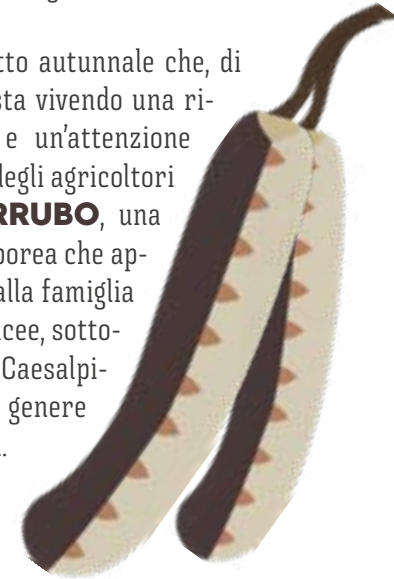 tto autunnale che, di
sta vivendo una ri-
e un’attenzione
degli agricoltori
RRUBO, una
orea che ap-
alla famiglia
cee, sotto-
Caesalpi-
genere